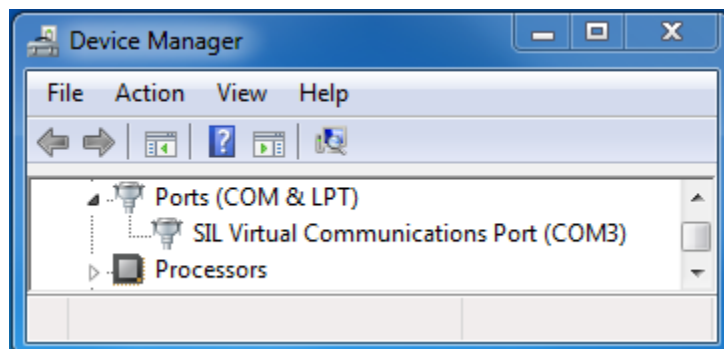 Device Manager
File Action View Help
Ports (COM & LPT)
SIL Virtual Communications Port (COM3)
Processors